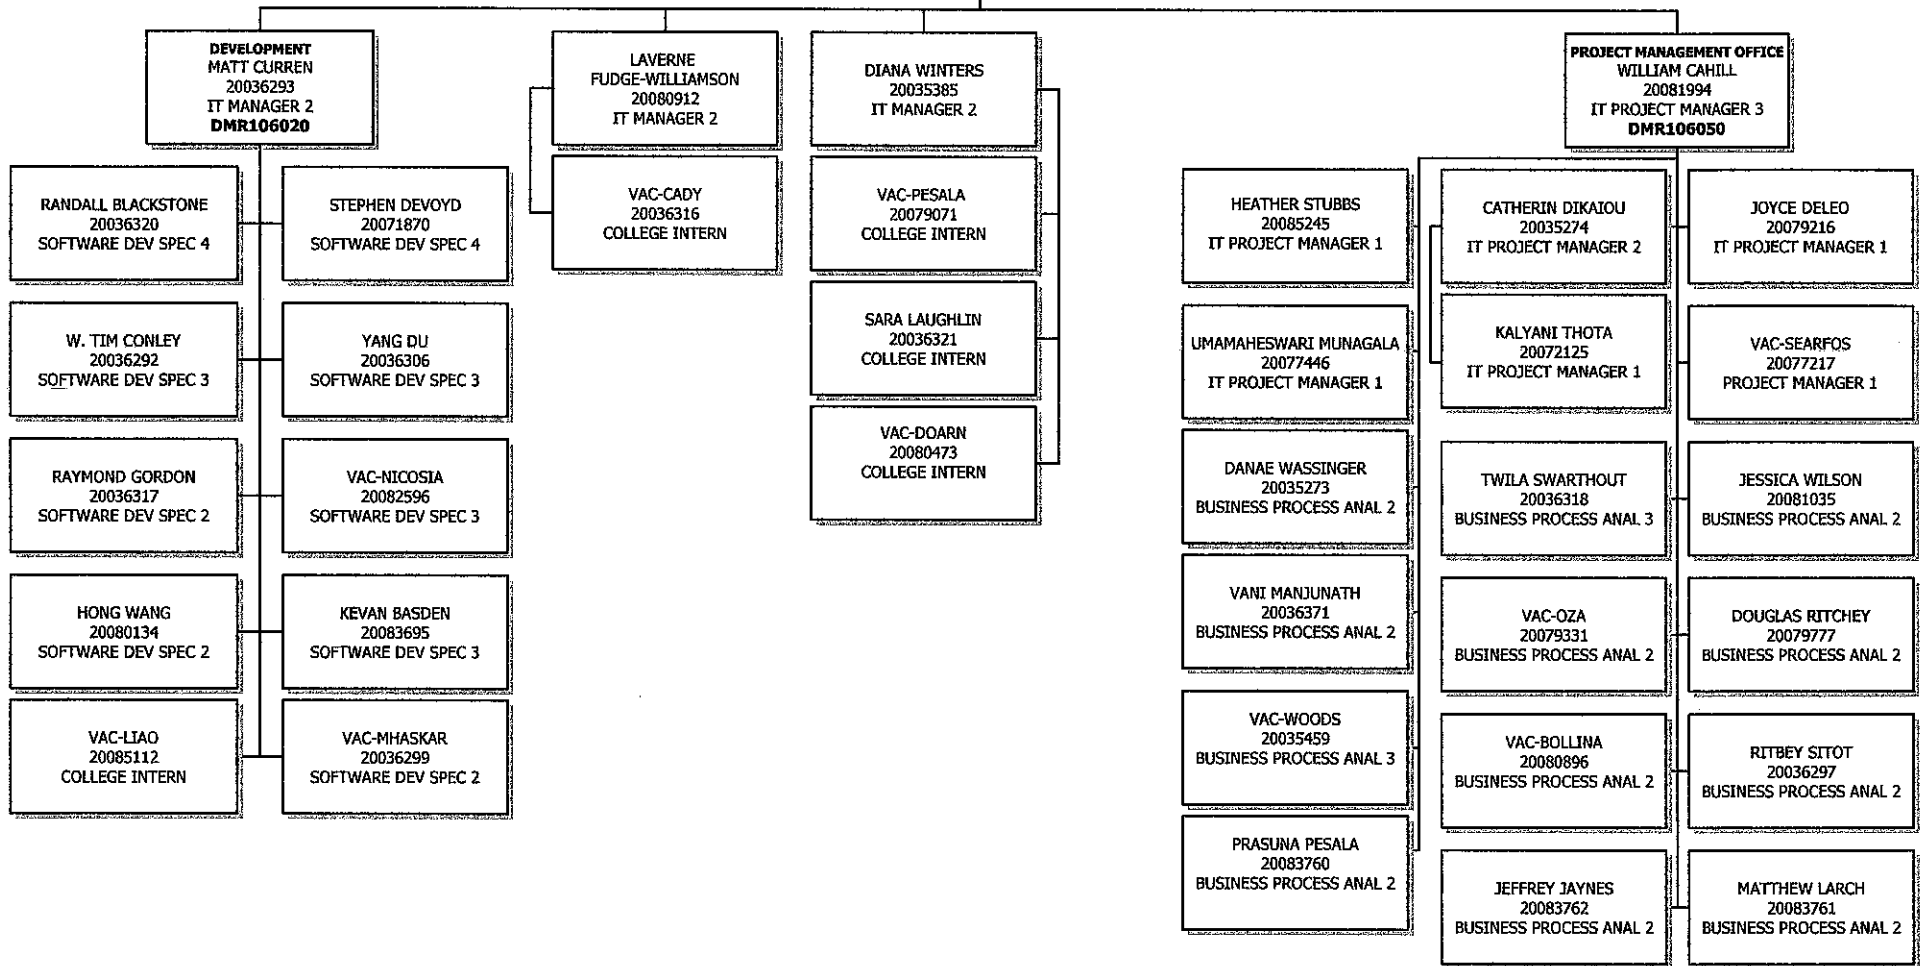 DEVELOPMENT
MATT CURREN
20036293
IT MANAGER 2
DMR106020
LAVERNE
FUDGE-WILLIAMSON
20080912
IT MANAGER 2
DIANA WINTERS
20035385
IT MANAGER 2
PROJECT MANAGEMENT OFFICE
WILLIAM CAHILL
20081994
IT PROJECT MANAGER 3
DMR106050
RANDALL BLACKSTONE
20036320
SOFTWARE DEV SPEC 4
STEPHEN DEVOYD
20071870
SOFTWARE DEV SPEC 4
W. TIM CONLEY
20036292
SOFTWARE DEV SPEC 3
YANG DU
20036306
SOFTWARE DEV SPEC 3
RAYMOND GORDON
20036317
SOFTWARE DEV SPEC 2
VAC-NICOSIA
20082596
SOFTWARE DEV SPEC 3
HONG WANG
20080134
SOFTWARE DEV SPEC 2
KEVAN BASDEN
20083695
SOFTWARE DEV SPEC 3
VAC-LIAO
20085112
COLLEGE INTERN
VAC-MHASKAR
20036299
SOFTWARE DEV SPEC 2
VAC-CADY
20036316
COLLEGE INTERN
VAC-PESALA
20079071
COLLEGE INTERN
SARA LAUGHLIN
20036321
COLLEGE INTERN
VAC-DOARN
20080473
COLLEGE INTERN
HEATHER STUBBS
20085245
IT PROJECT MANAGER 1
CATHERIN DIKAIOU
20035274
IT PROJECT MANAGER 2
JOYCE DELEO
20079216
IT PROJECT MANAGER 1
UMAMAHESWARI MUNAGALA
20077446
IT PROJECT MANAGER 1
KALYANI THOTA
20072125
IT PROJECT MANAGER 1
VAC-SEARFOS
20077217
PROJECT MANAGER 1
DANAE WASSINGER
20035273
BUSINESS PROCESS ANAL 2
TWILA SWARTHOUT
20036318
BUSINESS PROCESS ANAL 3
JESSICA WILSON
20081035
BUSINESS PROCESS ANAL 2
VANI MANJUNATH
20036371
BUSINESS PROCESS ANAL 2
VAC-OZA
20079331
BUSINESS PROCESS ANAL 2
DOUGLAS RITCHEY
20079777
BUSINESS PROCESS ANAL 2
VAC-WOODS
20035459
BUSINESS PROCESS ANAL 3
VAC-BOLLINA
20080896
BUSINESS PROCESS ANAL 2
RITBEY SITOT
20036297
BUSINESS PROCESS ANAL 2
PRASUNA PESALA
20083760
BUSINESS PROCESS ANAL 2
JEFFREY JAYNES
20083762
BUSINESS PROCESS ANAL 2
MATTHEW LARCH
20083761
BUSINESS PROCESS ANAL 2